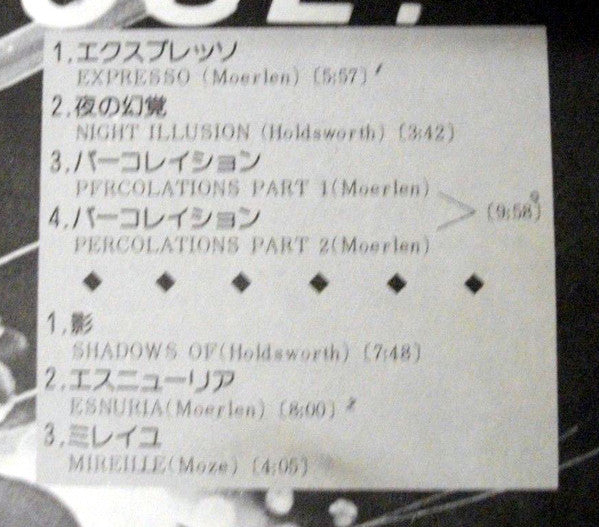 1.エクスプレッソ
EXPRESSO (Moerlen) [5:57]
2.夜の幻覚
NIGHT ILLUSION (Holdsworth) [3:42]
3.パーコレイション
PERCOLATIONS PART 1(Moerlen)
4.パーコレイション
PERCOLATIONS PART 2(Moerlen)
[9:58]
1.影
SHADOWS OF(Holdsworth) [7:48]
2.エスニューリア
ESNURIA(Moerlen) [8:00]
3.ミレイユ
MIREILLE(Moze) [4:05]